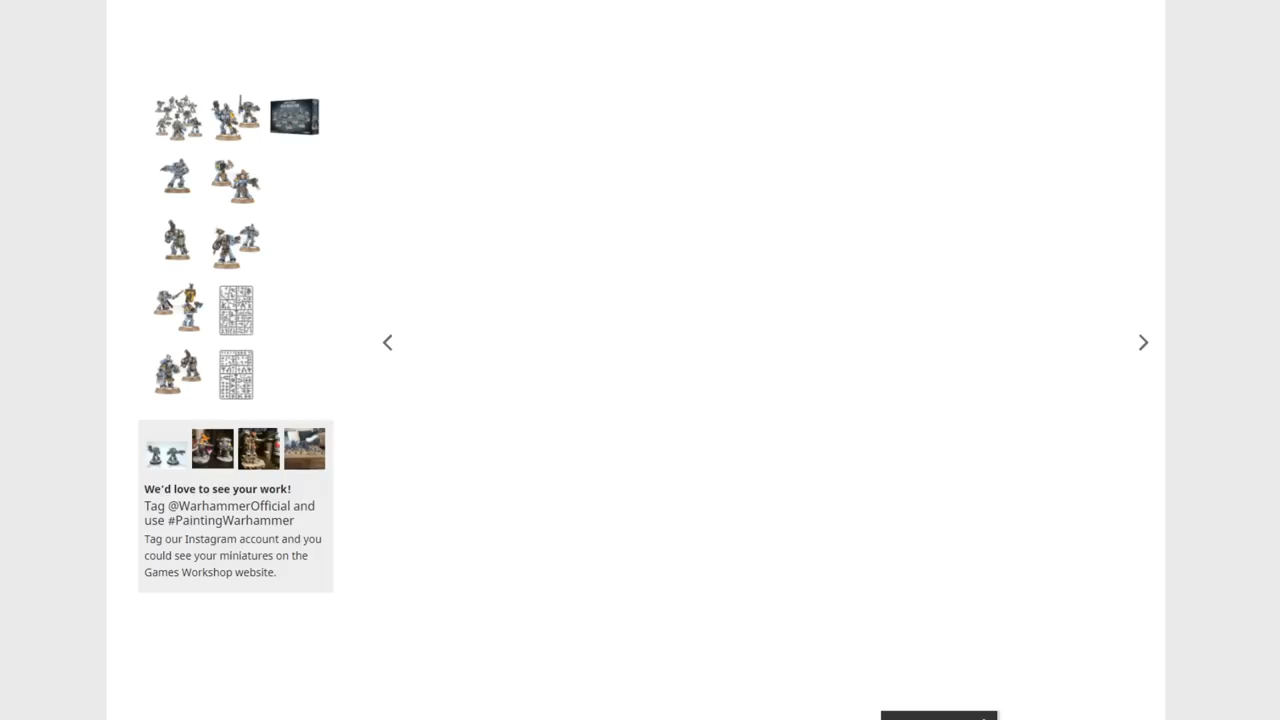 We'd love to see your work!
Tag @WarhammerOfficial and
use #PaintingWarhammer
Tag our Instagram account and you
could see your miniatures on the
Games Workshop website.